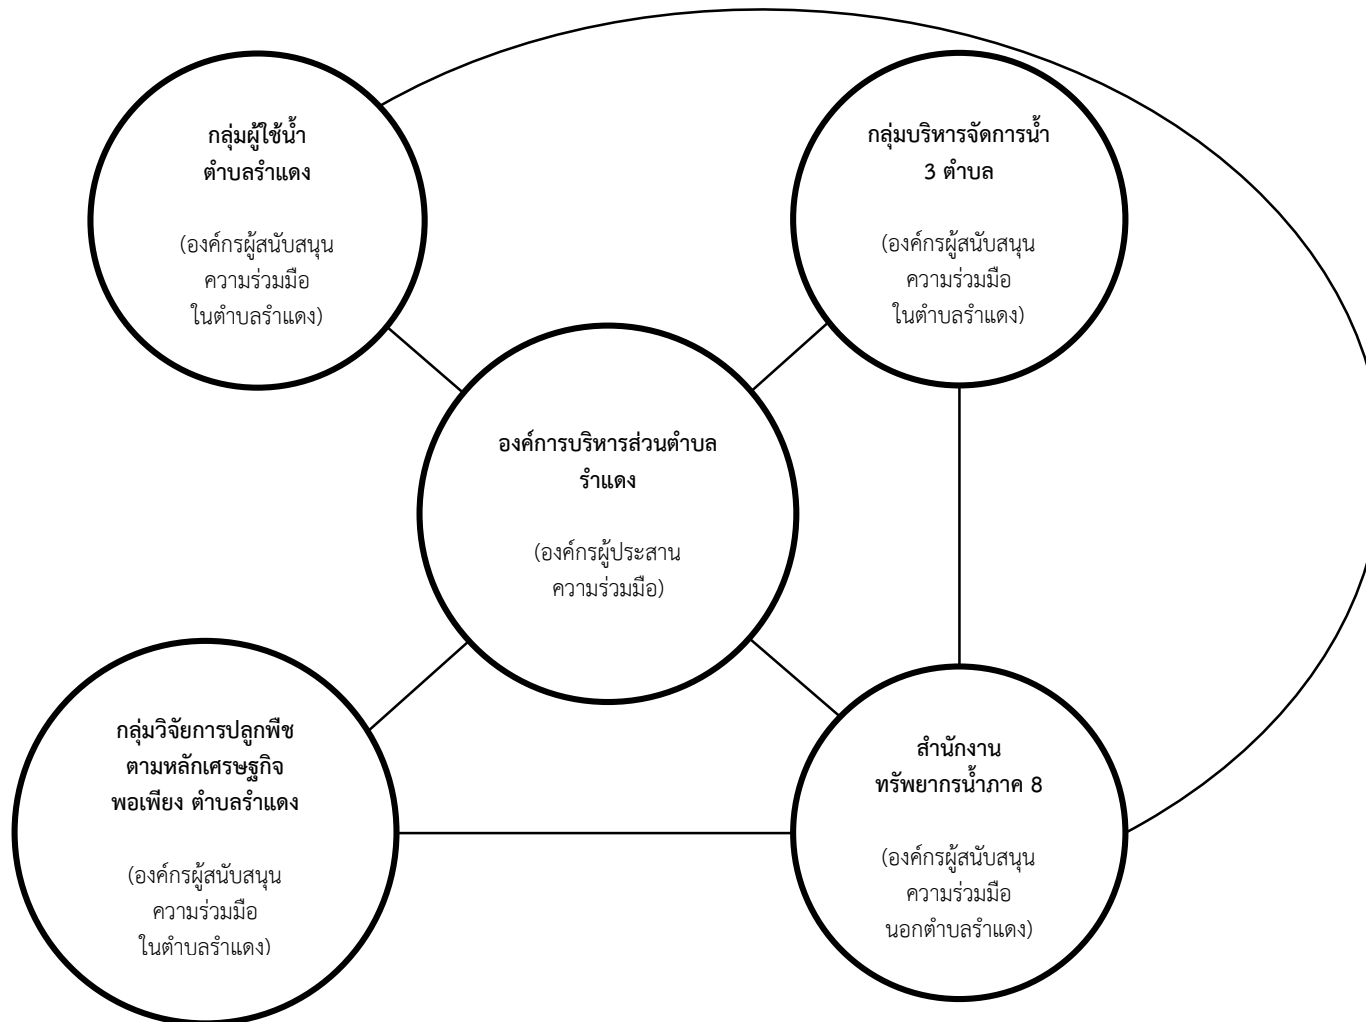 กลุ่มผู้ใช้น้ำ
ตำบลรำแดง
(องค์กรผู้สนับสนุน
ความร่วมมือ
ในตำบลรำแดง)
กลุ่มบริหารจัดการน้ำ
3 ตำบล
(องค์กรผู้สนับสนุน
ความร่วมมือ
ในตำบลรำแดง)
องค์การบริหารส่วนตำบล
รำแดง
(องค์กรผู้ประสาน
ความร่วมมือ)
กลุ่มวิจัยการปลูกพืช
ตามหลักเศรษฐกิจ
พอเพียง ตำบลรำแดง
(องค์กรผู้สนับสนุน
ความร่วมมือ
ในตำบลรำแดง)
สำนักงาน
ทรัพยากรน้ำภาค 8
(องค์กรผู้สนับสนุน
ความร่วมมือ
นอกตำบลรำแดง)